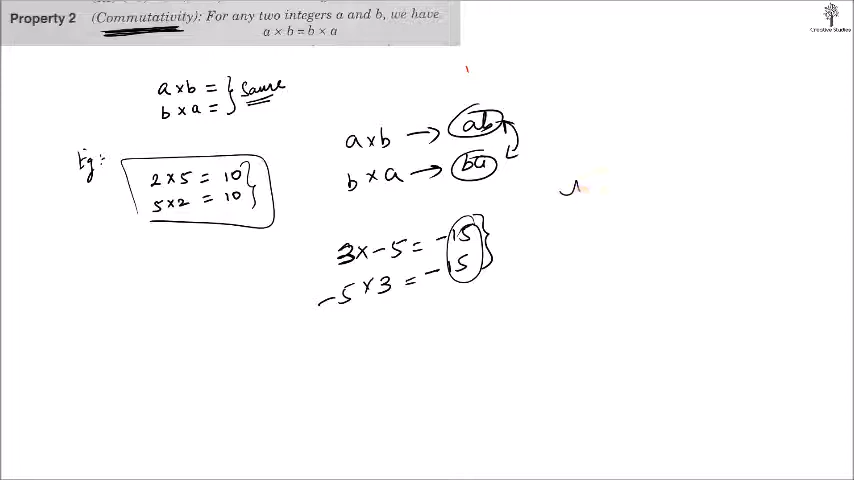 Property 2 (Commutativity): For any two integers a and b, we have
a × b = b × a
Creative Studies
a×b =
b × a =
Same
a×b → ab
b × a → ba
Eg:
2×5 = 10
5×2 = 10
3×-5 = -15
-5×3 = -15